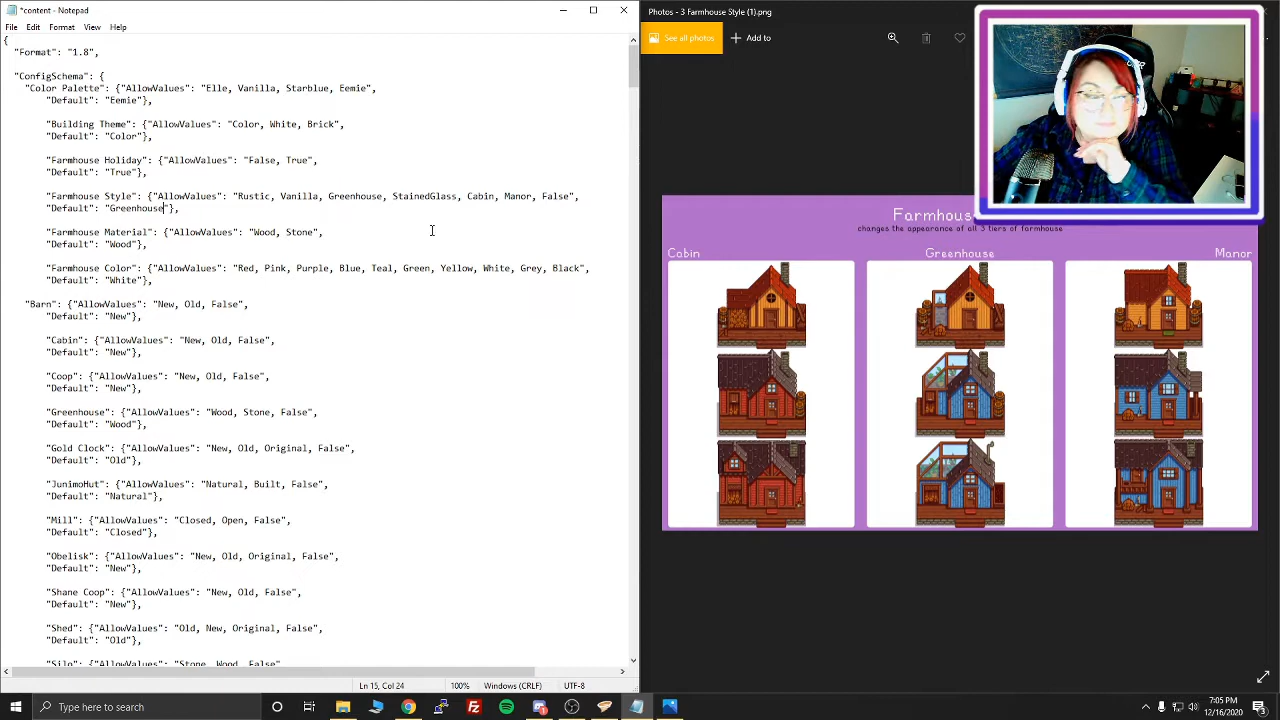 *content - Notepad
File Edit Format View Help
{
"Format": "1.8",
"ConfigSchema": {
"Color Palette": {"AllowValues": "Elle, Vanilla, Starblue, Eemie",
"Default": "Eemie"},
"Building Theme": {"AllowValues": "Color, White, Brick",
"Default": "Color"},
"Farmhouse Holiday": {"AllowValues": "False, True",
"Default": "True"},
"Farmhouse Style": {"AllowValues": "Rustic, Vanilla, Greenhouse, StainedGlass, Cabin, Manor, False",
"Default": "Greenhouse"},
"Farmhouse Material": {"AllowValues": "Wood, Stone",
"Default": "Wood"},
"Farmhouse Color": {"AllowValues": "Red, Pink, Purple, Blue, Teal, Green, Yellow, White, Grey, Black",
"Default": "White"},
"Barn": {"AllowValues": "New, Old, False",
"Default": "New"},
"Cabin": {"AllowValues": "New, Old, False",
"Default": "New"},
"Coop": {"AllowValues": "New, Old, False",
"Default": "New"},
"Greenhouse": {"AllowValues": "Wood, Stone, False",
"Default": "Wood"},
"Gold Clock": {"AllowValues": "New, Old, Original, False",
"Default": "Old"},
"Junimohut": {"AllowValues": "Natural, Built, False",
"Default": "Natural"},
"Mill": {"AllowValues": "Closed, Open, False",
"Default": "Closed"},
"Obelisk": {"AllowValues": "New, Old, Original, False",
"Default": "New"},
"Shane Coop": {"AllowValues": "New, Old, False",
"Default": "New"},
"Shed": {"AllowValues": "Old, New, Original, False",
"Default": "Old"},
"Silo": {"AllowValues": "Stone, Wood, False"
Ln 15, Col 24 100% Windows (CRLF) UTF-8
Photos - 3 Farmhouse Style (1).png
See all photos Add to
changes the appearance of all 3 tiers of farmhouse
Cabin Greenhouse Manor
Type here to search
7:05 PM
12/16/2020